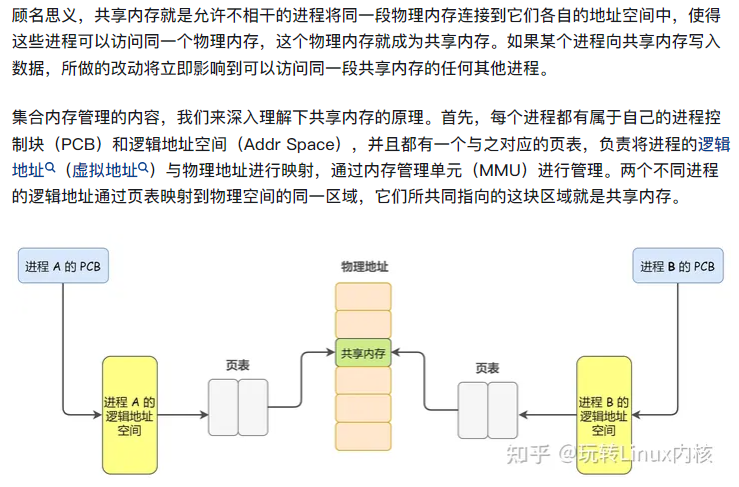 顾名思义，共享内存就是允许不相干的进程将同一段物理内存连接到它们各自的地址空间中，使得
这些进程可以访问同一个物理内存，这个物理内存就成为共享内存。如果某个进程向共享内存写入
数据，所做的改动将立即影响到可以访问同一段共享内存的任何其他进程。
集合内存管理的内容，我们来深入理解下共享内存的原理。首先，每个进程都有属于自己的进程控
制块（PCB）和逻辑地址空间（Addr Space），并且都有一个与之对应的页表，负责将进程的逻辑
地址（虚拟地址）与物理地址进行映射，通过内存管理单元（MMU）进行管理。两个不同进程
的逻辑地址通过页表映射到物理空间的同一区域，它们所共同指向的这块区域就是共享内存。
进程 A 的 PCB
物理地址
进程 B 的 PCB
共享内存
页表
页表
进程 A 的
逻辑地址
空间
进程 B 的
逻辑地址
空间
知乎 @玩转Linux内核